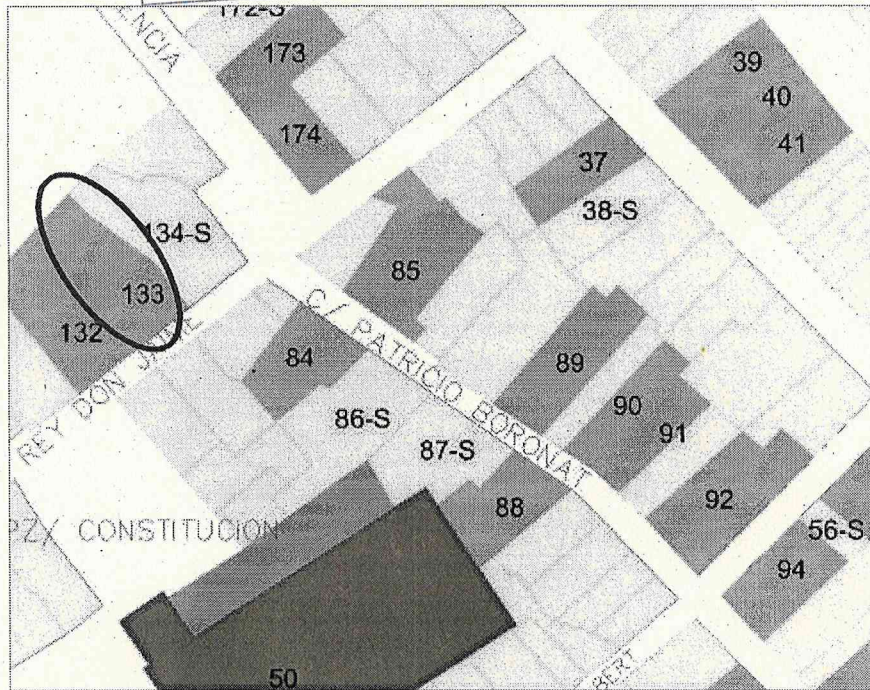 172-S
173
174
39
40
41
37
38-S
134-S
133
132
85
C/ PATRICIO BORONAT
REY DON JAIME
84
89
90
91
86-S
87-S
88
92
56-S
94
PZ/ CONSTITUCION
50
BERT
ENCIA